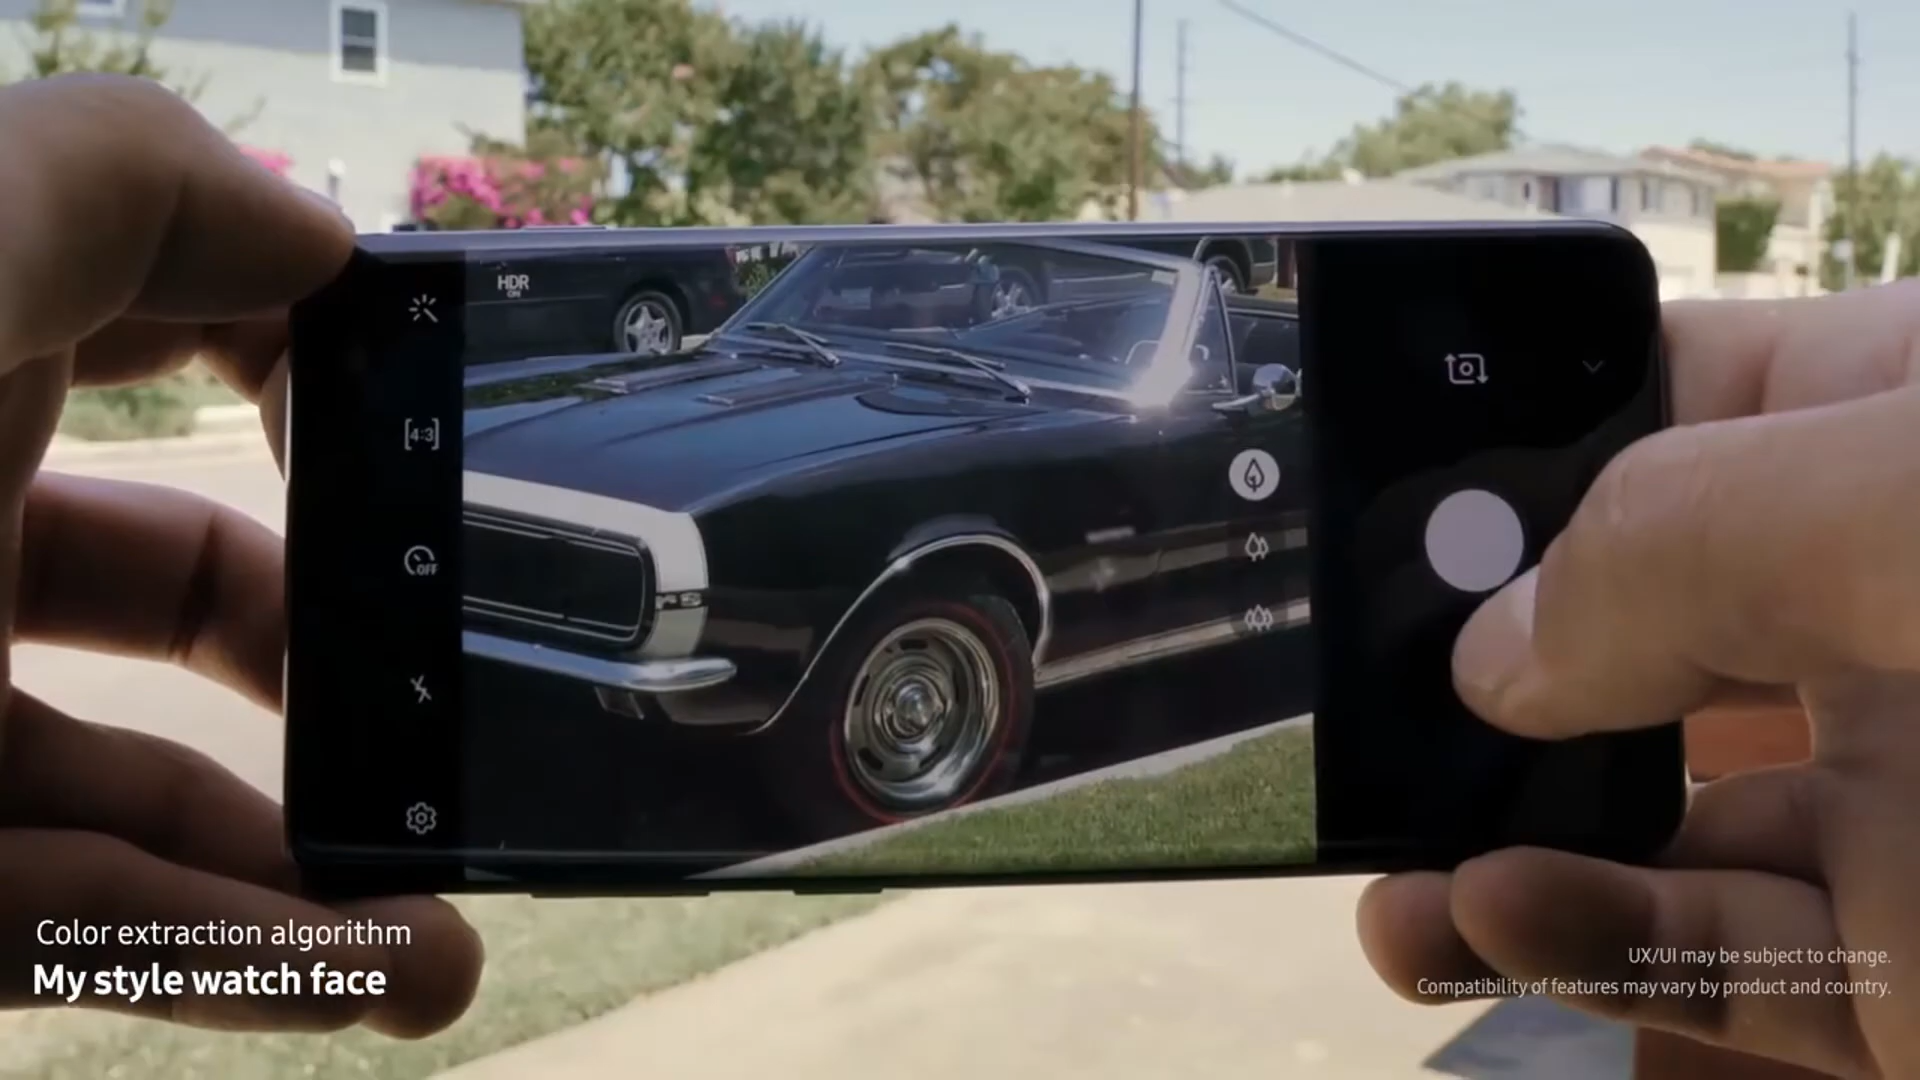 HDR
ON
[4:3]
OFF
RS
Color extraction algorithm
My style watch face
UX/UI may be subject to change.
Compatibility of features may vary by product and country.